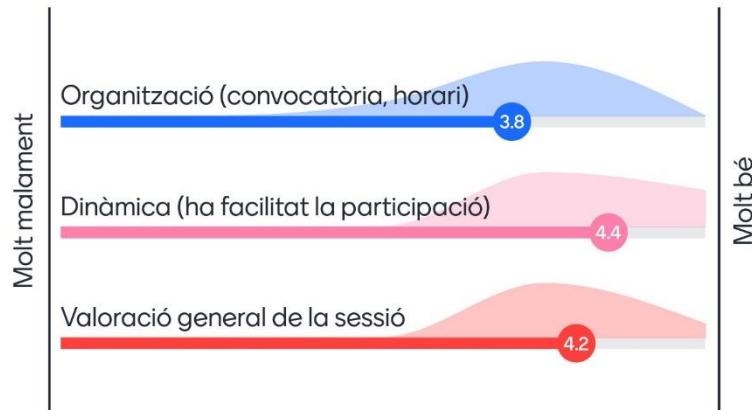 Molt malament
Organització (convocatòria, horari)
3.8
Dinàmica (ha facilitat la participació)
4.4
Valoració general de la sessió
4.2
Molt bé